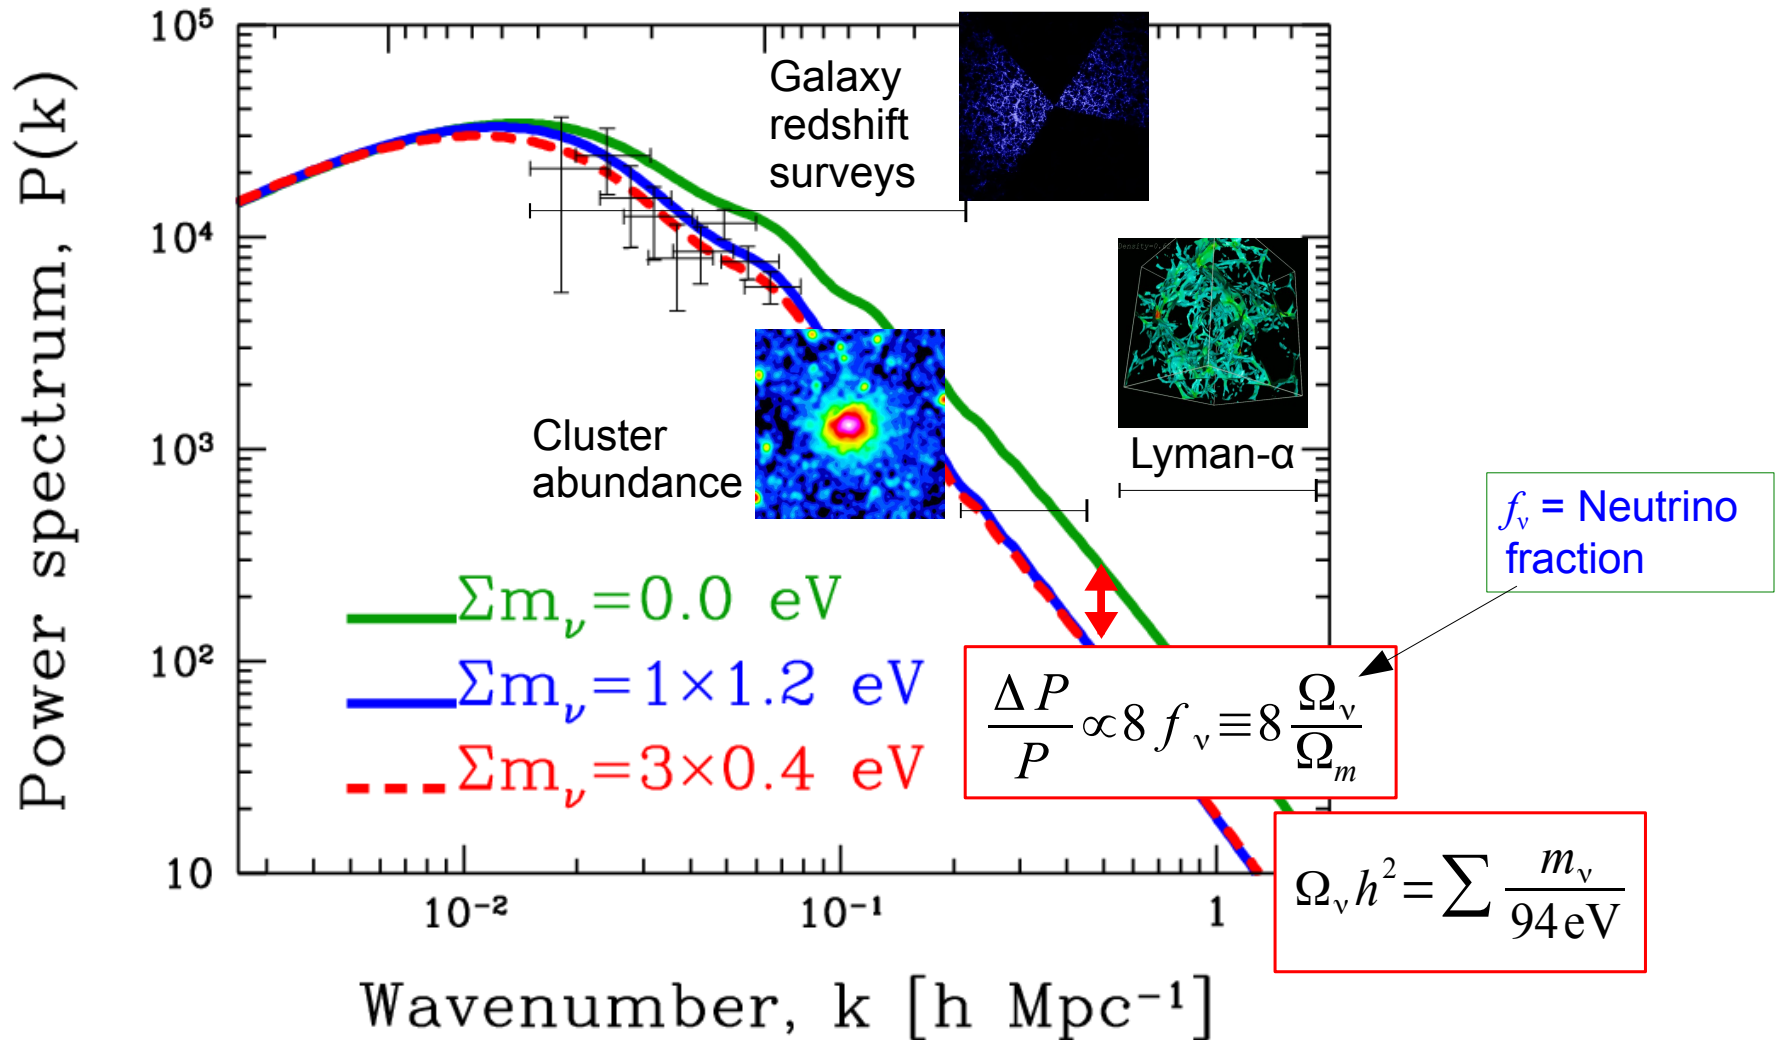 10⁵
10⁴
10³
10²
10
Power spectrum, P(k)
Galaxy
redshift
surveys
Cluster
abundance
Lyman-α
Σm_ν=0.0 eV
Σm_ν=1×1.2 eV
Σm_ν=3×0.4 eV
f_ν = Neutrino
fraction
ΔP/P ∝ 8 f_ν ≡ 8 Ω_ν/Ω_m
Ω_ν h² = ∑ m_ν/94 eV
10⁻² 10⁻¹ 1
Wavenumber, k [h Mpc⁻¹]